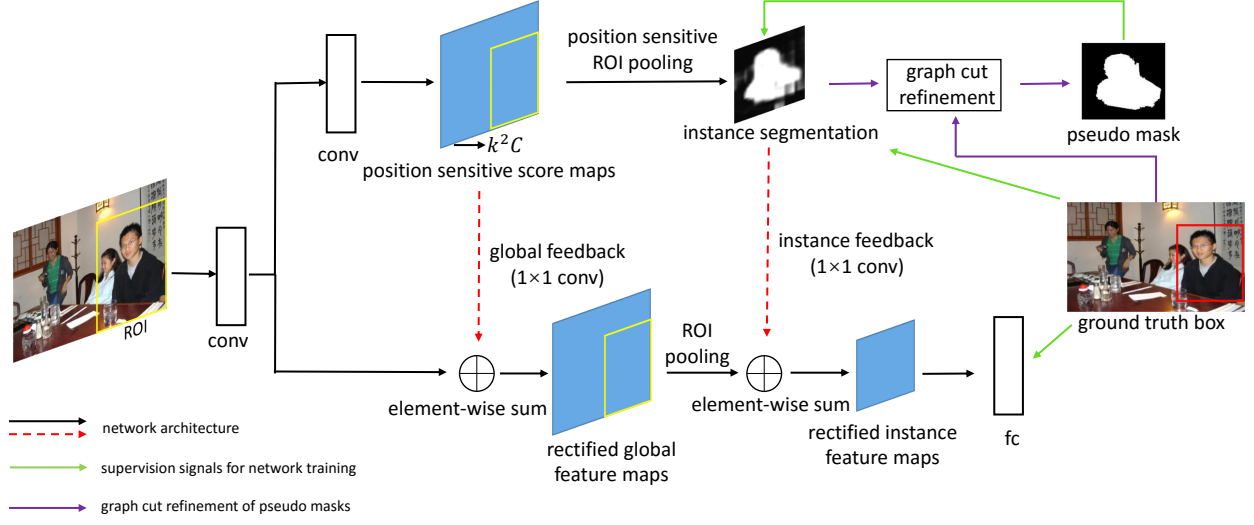 position sensitive
ROI pooling
graph cut
refinement
conv
k²C
instance segmentation
pseudo mask
position sensitive score maps
global feedback
(1×1 conv)
instance feedback
(1×1 conv)
ROI
conv
ground truth box
ROI
pooling
element-wise sum
element-wise sum
rectified global
feature maps
rectified instance
feature maps
fc
network architecture
supervision signals for network training
graph cut refinement of pseudo masks